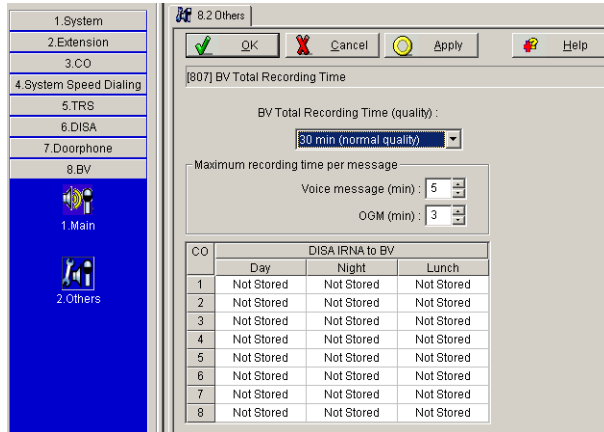 1.System
2.Extension
3.CO
4.System Speed Dialing
5.TRS
6.DISA
7.Doorphone
8.BV
1.Main
2.Others
8.2 Others
OK Cancel Apply Help
[807] BV Total Recording Time
BV Total Recording Time (quality) :
30 min (normal quality)
Maximum recording time per message
Voice message (min) : 5
OGM (min) : 3
CO DISA IRNA to BV
Day Night Lunch
1 Not Stored Not Stored Not Stored
2 Not Stored Not Stored Not Stored
3 Not Stored Not Stored Not Stored
4 Not Stored Not Stored Not Stored
5 Not Stored Not Stored Not Stored
6 Not Stored Not Stored Not Stored
7 Not Stored Not Stored Not Stored
8 Not Stored Not Stored Not Stored